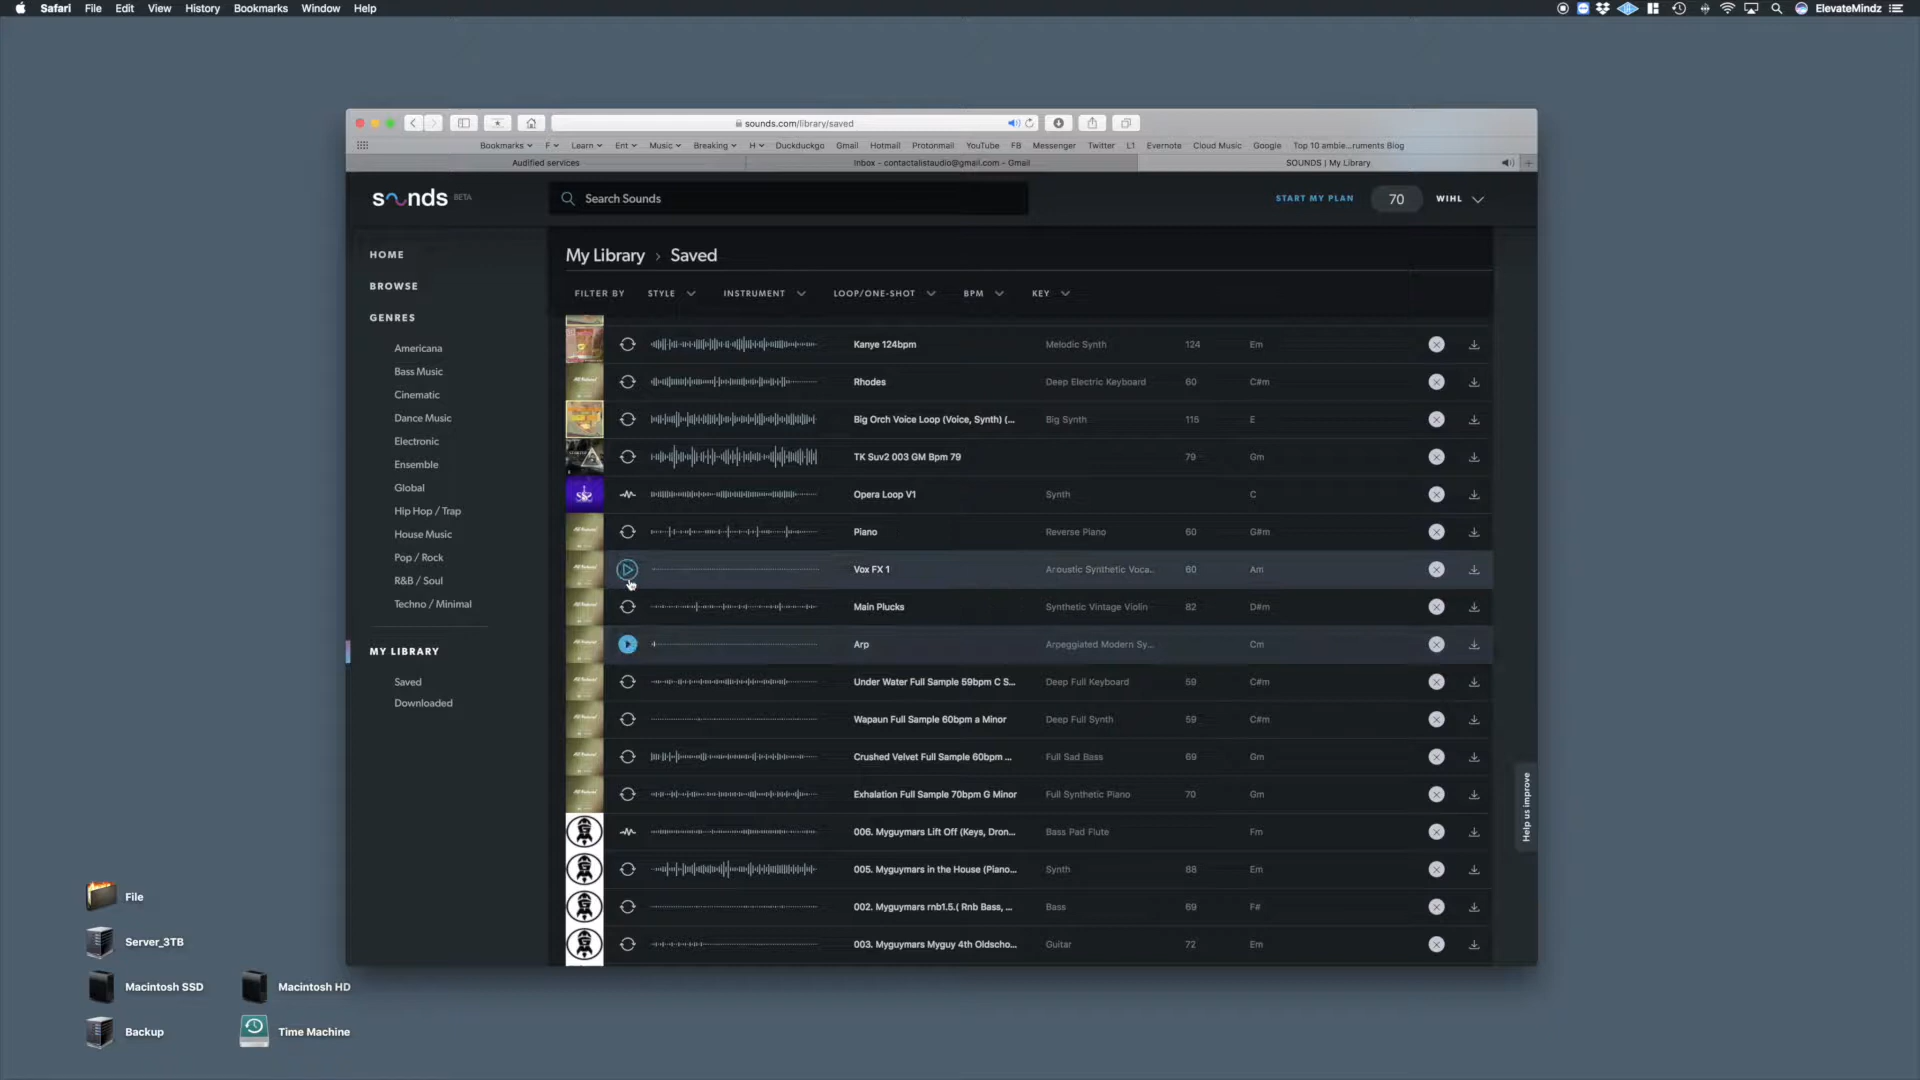 Safari File Edit View History Bookmarks Window Help ElevateMindz
sounds.com/library/saved
Bookmarks F Learn Ent Music Breaking H Duckduckgo Gmail Hotmail Protonmail YouTube FB Messenger Twitter L1 Evernote Cloud Music Google Top 10 ambie...ruments Blog
Audified services Inbox - contactalistaudio@gmail.com - Gmail SOUNDS | My Library
sounds BETA Search Sounds START MY PLAN 70 WIHL
HOME
BROWSE
GENRES
Americana
Bass Music
Cinematic
Dance Music
Electronic
Ensemble
Global
Hip Hop / Trap
House Music
Pop / Rock
R&B / Soul
Techno / Minimal
MY LIBRARY
Saved
Downloaded
My Library › Saved
FILTER BY STYLE INSTRUMENT LOOP/ONE-SHOT BPM KEY
Kanye 124bpm Melodic Synth 124 Em
Rhodes Deep Electric Keyboard 60 C#m
Big Orch Voice Loop (Voice, Synth) (... Big Synth 115 E
TK Suv2 003 GM Bpm 79 79 Gm
Opera Loop V1 Synth C
Piano Reverse Piano 60 G#m
Vox FX 1 Acoustic Synthetic Voca... 60 Am
Main Plucks Synthetic Vintage Violin 82 D#m
Arp Arpeggiated Modern Sy... Cm
Under Water Full Sample 59bpm C S... Deep Full Keyboard 59 C#m
Wapaun Full Sample 60bpm a Minor Deep Full Synth 59 C#m
Crushed Velvet Full Sample 60bpm ... Full Sad Bass 69 Gm
Exhalation Full Sample 70bpm G Minor Full Synthetic Piano 70 Gm
006. Myguymars Lift Off (Keys, Dron... Bass Pad Flute Fm
005. Myguymars in the House (Piano... Synth 88 Em
002. Myguymars rnb1.5.( Rnb Bass, ... Bass 69 F#
003. Myguymars Myguy 4th Oldscho... Guitar 72 Em
Help us improve
File
Server_3TB
Macintosh SSD Macintosh HD
Backup Time Machine